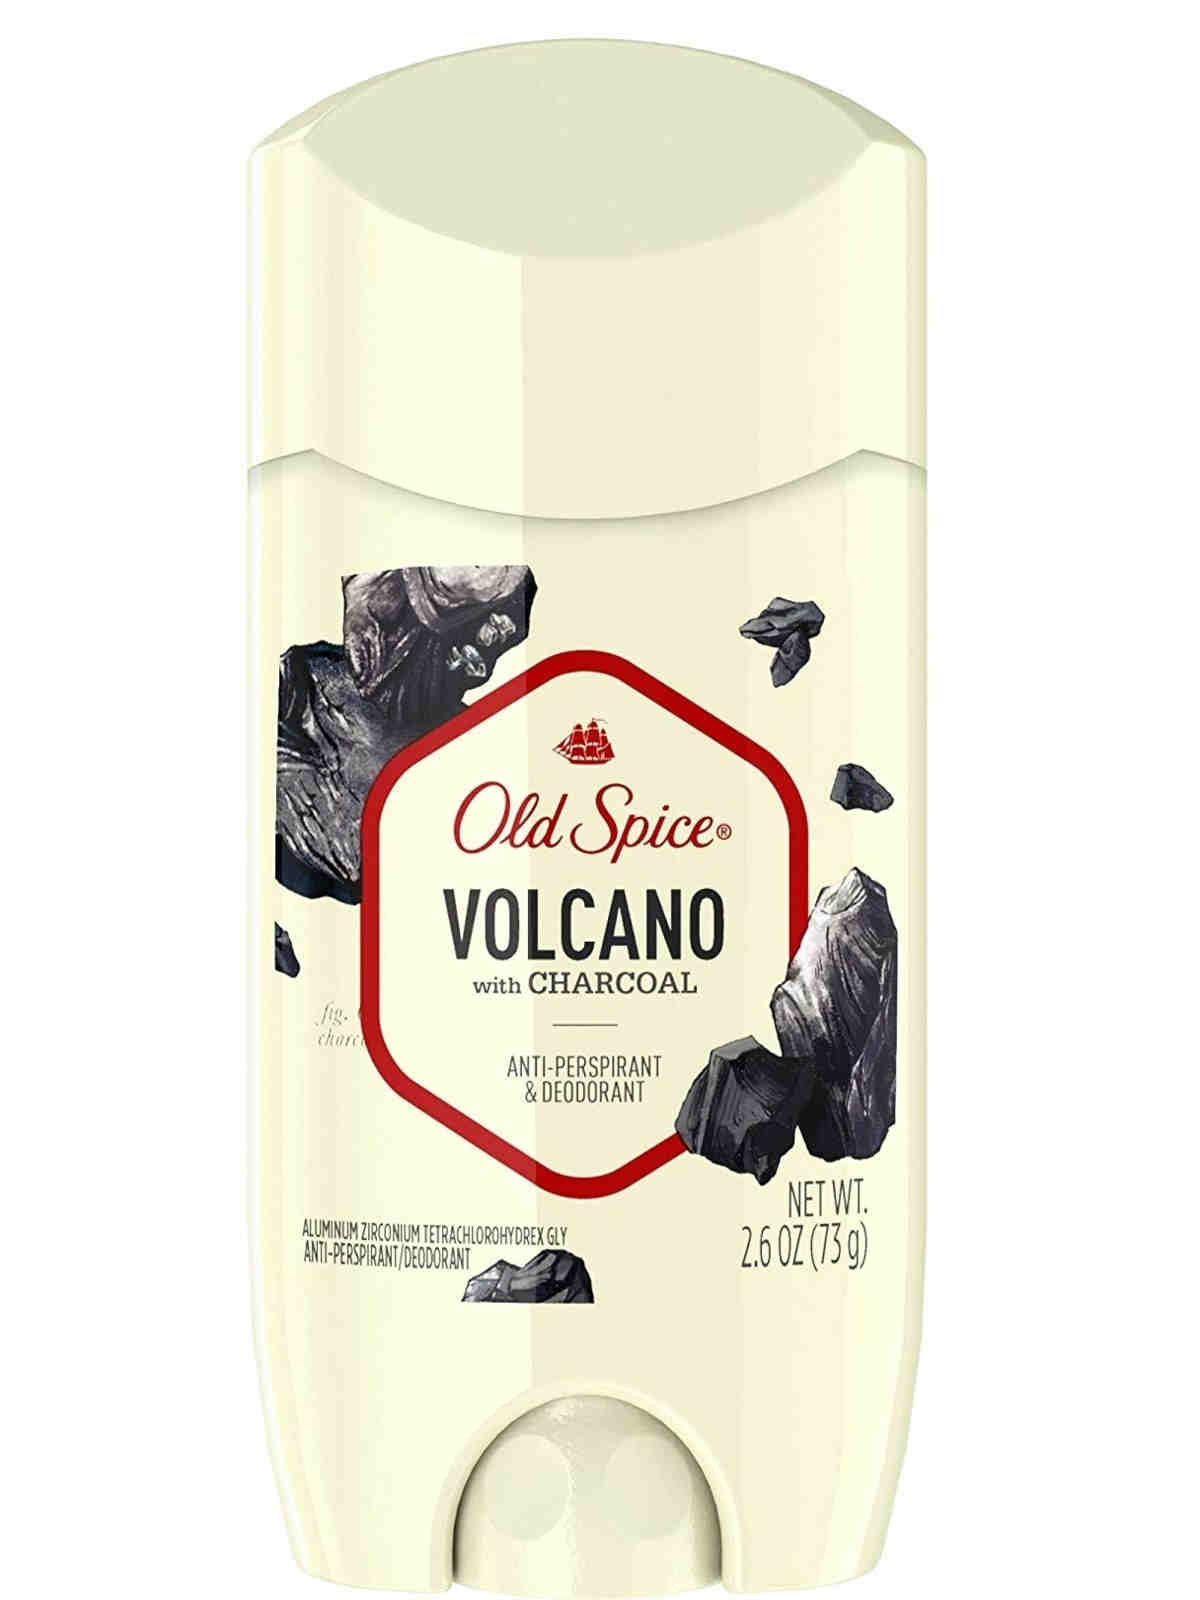 Old Spice®
VOLCANO
with CHARCOAL
fig.
ANTI-PERSPIRANT
& DEODORANT
NET WT.
2.6 OZ (73 g)
ALUMINUM ZIRCONIUM TETRACHLOROHYDREX GLY
ANTI-PERSPIRANT/DEODORANT